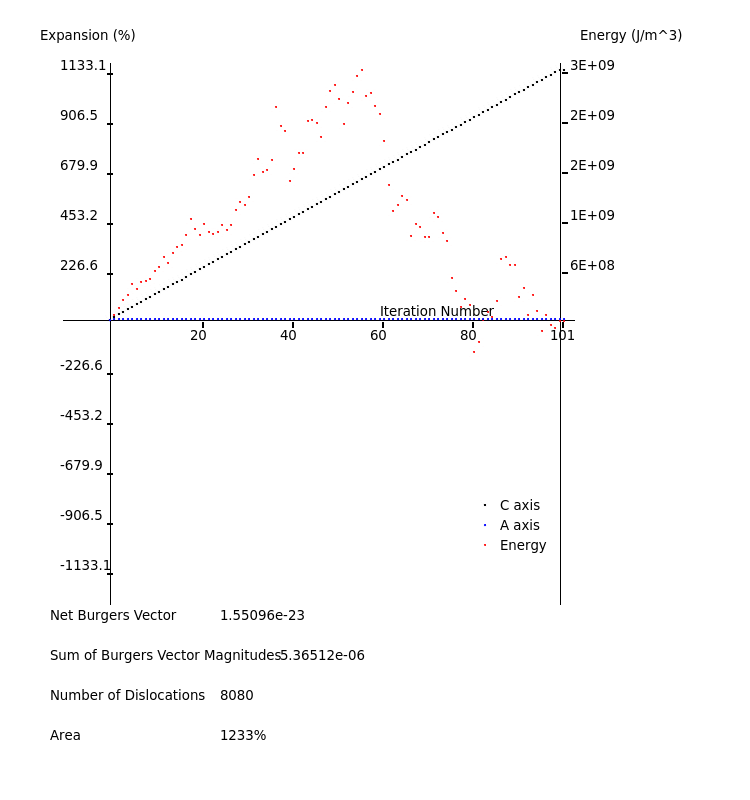 Expansion (%) Energy (J/m^3)
1133.1 3E+09
906.5 2E+09
679.9 2E+09
453.2 1E+09
226.6 6E+08
Iteration Number
20 40 60 80 101
-226.6
-453.2
-679.9
-906.5
C axis
A axis
Energy
-1133.1
Net Burgers Vector 1.55096e-23
Sum of Burgers Vector Magnitudes 5.36512e-06
Number of Dislocations 8080
Area 1233%